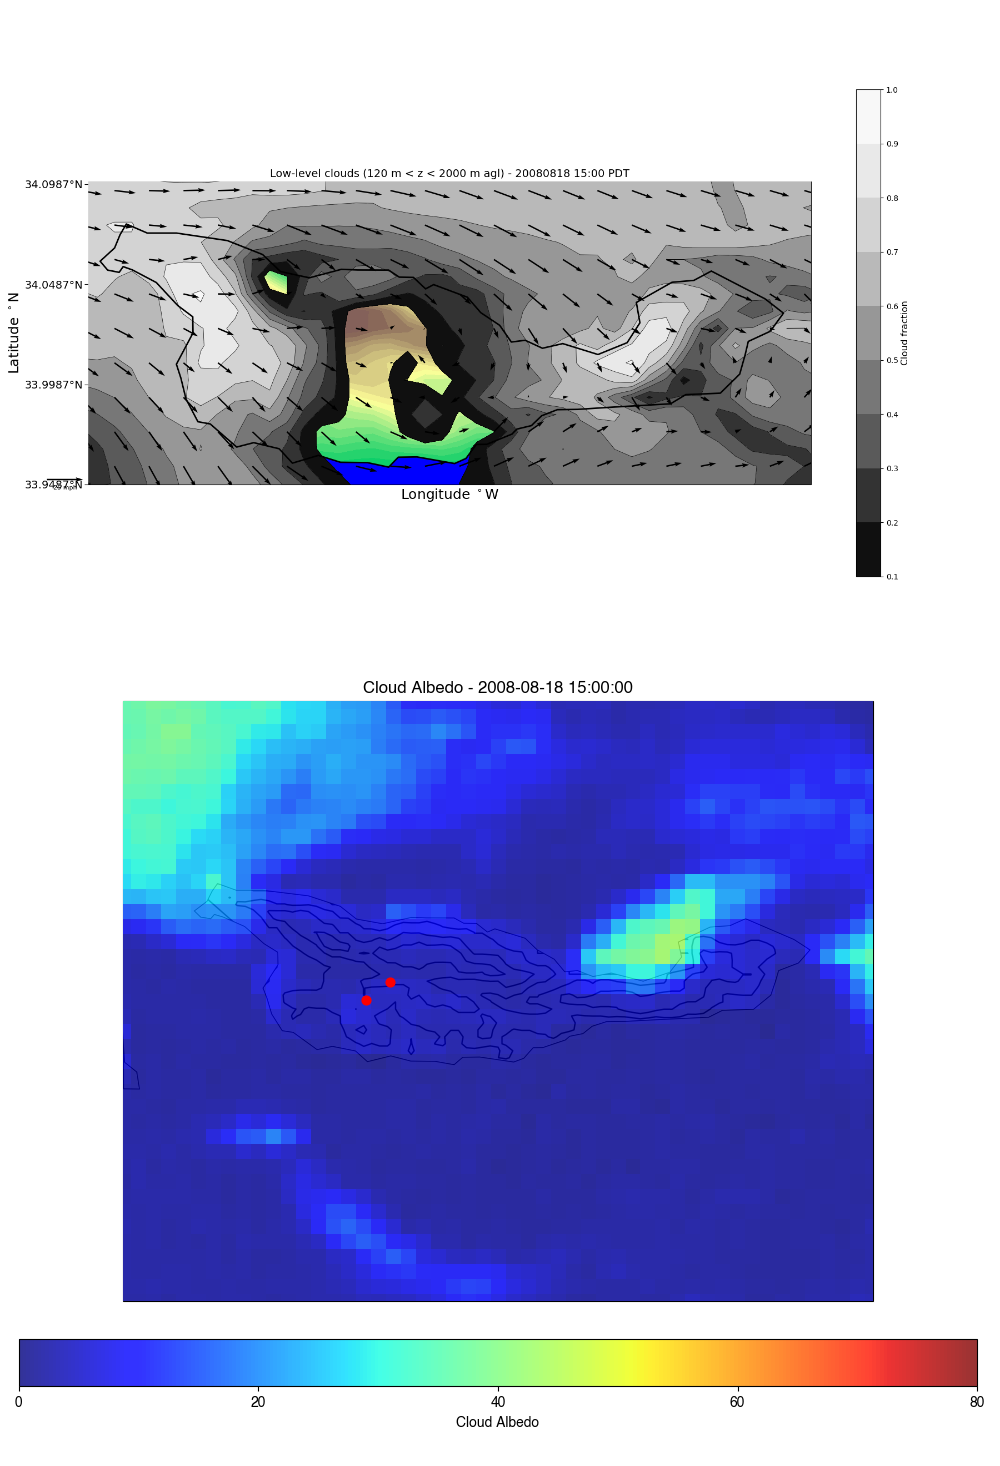 Low-level clouds (120 m < z < 2000 m agl) - 20080818 15:00 PDT
34.0987°N
34.0487°N
33.9987°N
33.9487°N
Latitude °N
Longitude °W
1.0
0.9
0.8
0.7
0.6
0.5
0.4
0.3
0.2
0.1
Cloud fraction
Cloud Albedo - 2008-08-18 15:00:00
0 20 40 60 80
Cloud Albedo